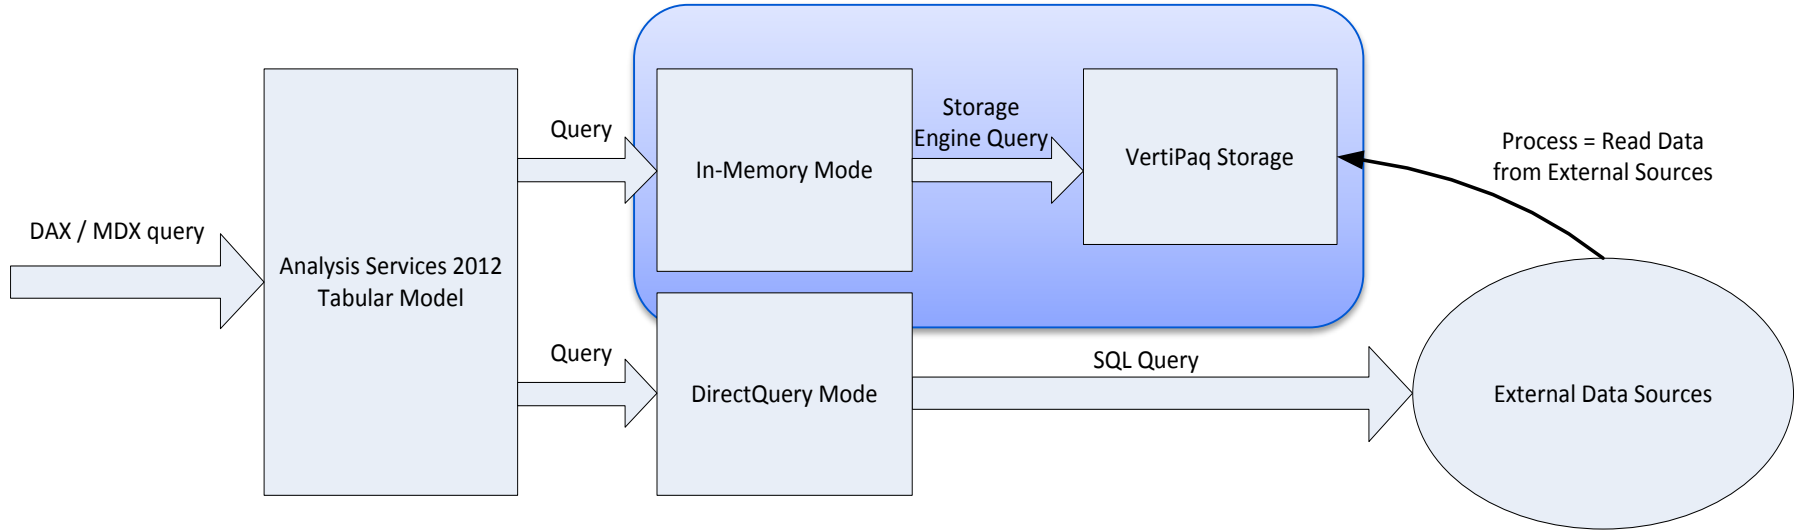 DAX / MDX query
Analysis Services 2012
Tabular Model
Query
In-Memory Mode
Storage
Engine Query
VertiPaq Storage
Process = Read Data
from External Sources
Query
DirectQuery Mode
SQL Query
External Data Sources